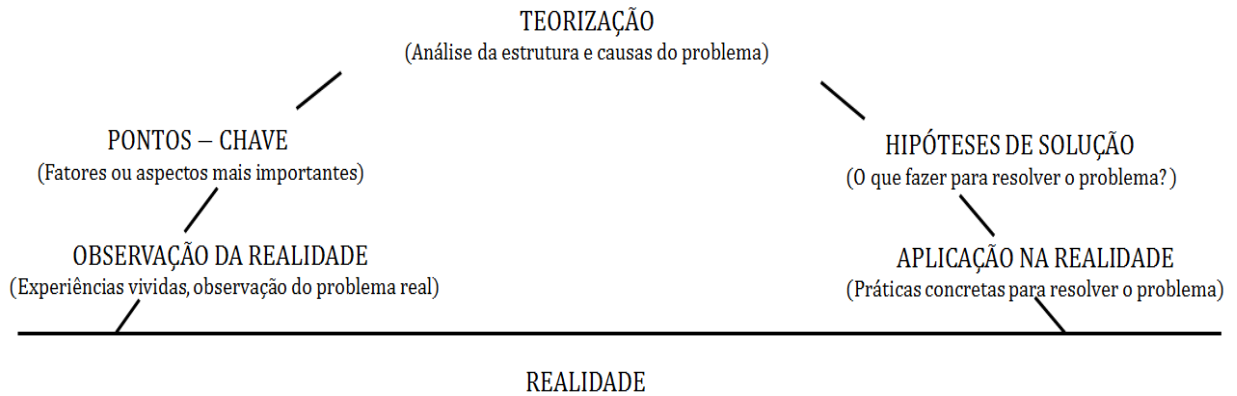 TEORIZAÇÃO
(Análise da estrutura e causas do problema)
PONTOS – CHAVE
(Fatores ou aspectos mais importantes)
HIPÓTESES DE SOLUÇÃO
(O que fazer para resolver o problema? )
OBSERVAÇÃO DA REALIDADE
(Experiências vividas, observação do problema real)
APLICAÇÃO NA REALIDADE
(Práticas concretas para resolver o problema)
REALIDADE